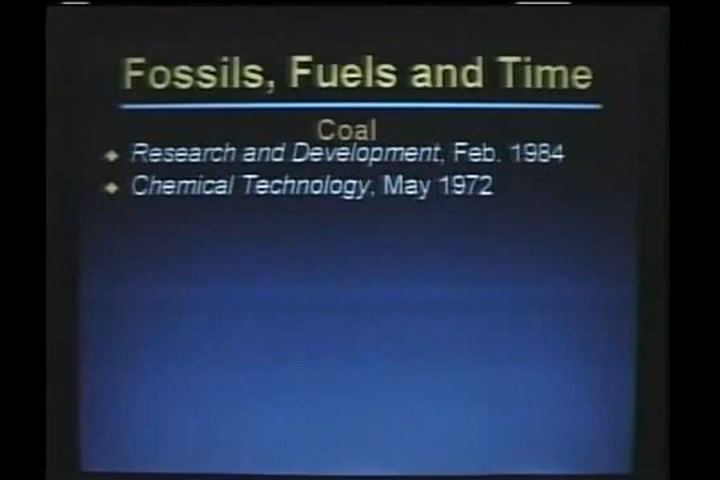 Fossils, Fuels and Time
Coal
Research and Development, Feb. 1984
Chemical Technology, May 1972